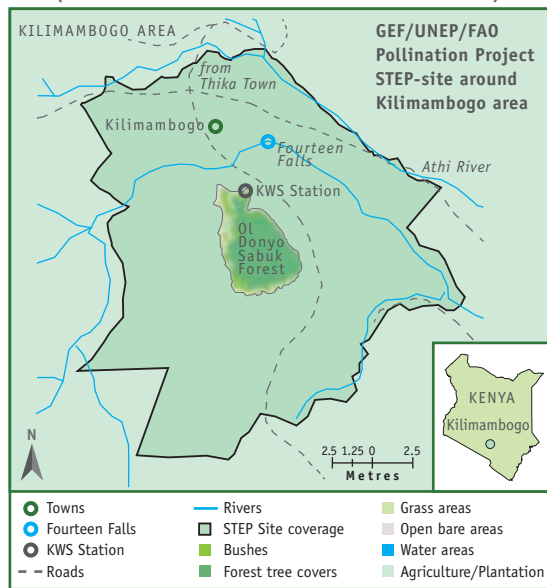 KILIMAMBOGO AREA
GEF/UNEP/FAO
Pollination Project
STEP-site around
Kilimambogo area
from
Thika Town
Kilimambogo
Fourteen
Falls
Athi River
KWS Station
Ol
Donyo
Sabuk
Forest
KENYA
Kilimambogo
N
2.5 1.25 0 2.5
Metres
Towns
Fourteen Falls
KWS Station
Roads
Rivers
STEP Site coverage
Bushes
Forest tree covers
Grass areas
Open bare areas
Water areas
Agriculture/Plantation